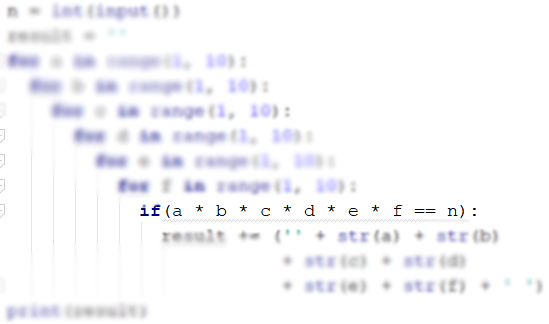 n = int(input())
result = ''
for a in range(1, 10):
for b in range(1, 10):
for c in range(1, 10):
for d in range(1, 10):
for e in range(1, 10):
for f in range(1, 10):
if(a * b * c * d * e * f == n):
result += ('' + str(a) + str(b)
+ str(c) + str(d)
+ str(e) + str(f) + ' ')
print(result)